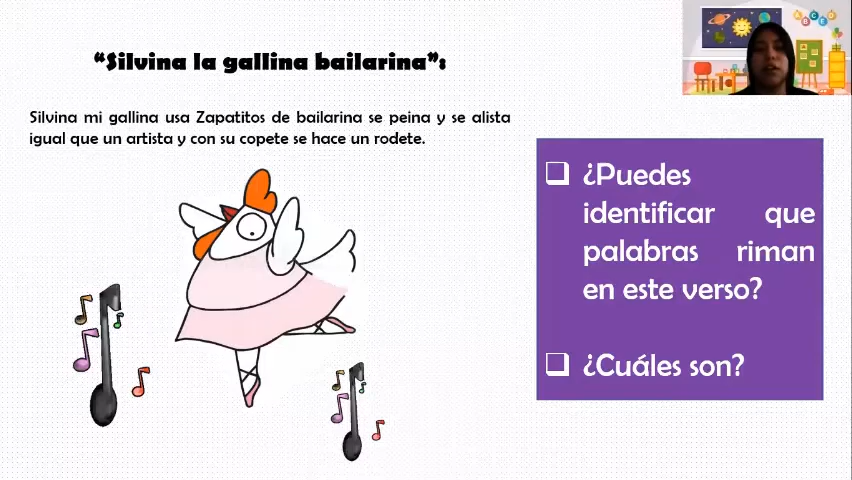 “Silvina la gallina bailarina”:
Silvina mi gallina usa Zapatitos de bailarina se peina y se alista
igual que un artista y con su copete se hace un rodete.
¿Puedes
identificar que
palabras riman
en este verso?
¿Cuáles son?
A B C D E